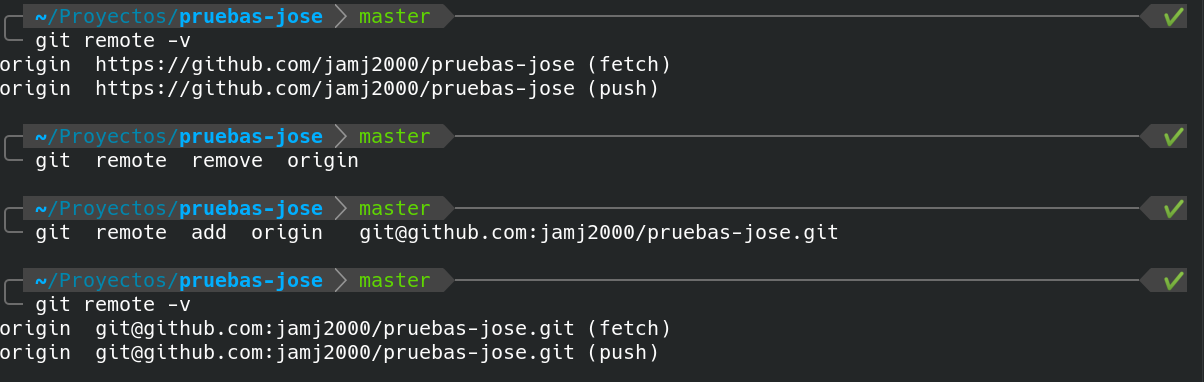 ~/Proyectos/pruebas-jose master ✔
git remote -v
origin  https://github.com/jamj2000/pruebas-jose (fetch)
origin  https://github.com/jamj2000/pruebas-jose (push)
~/Proyectos/pruebas-jose master ✔
git  remote  remove  origin
~/Proyectos/pruebas-jose master ✔
git  remote  add  origin   git@github.com:jamj2000/pruebas-jose.git
~/Proyectos/pruebas-jose master ✔
git remote -v
origin  git@github.com:jamj2000/pruebas-jose.git (fetch)
origin  git@github.com:jamj2000/pruebas-jose.git (push)